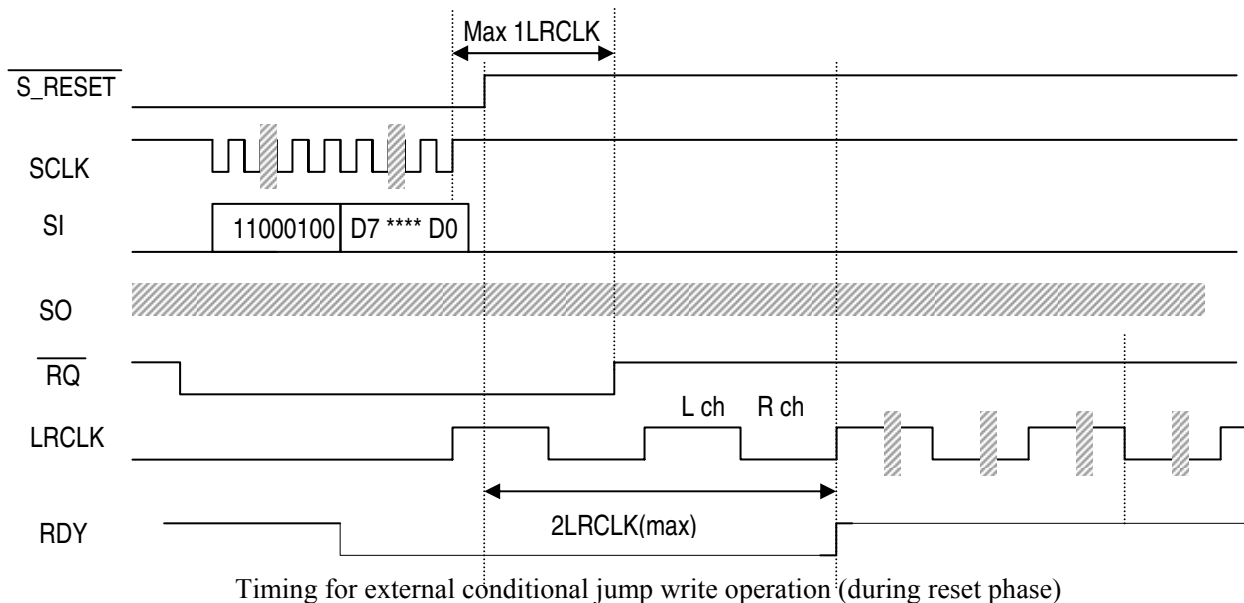 Max 1LRCLK
S_RESET
SCLK
SI
11000100 D7 **** D0
SO
RQ
L ch R ch
LRCLK
2LRCLK(max)
RDY
Timing for external conditional jump write operation (during reset phase)